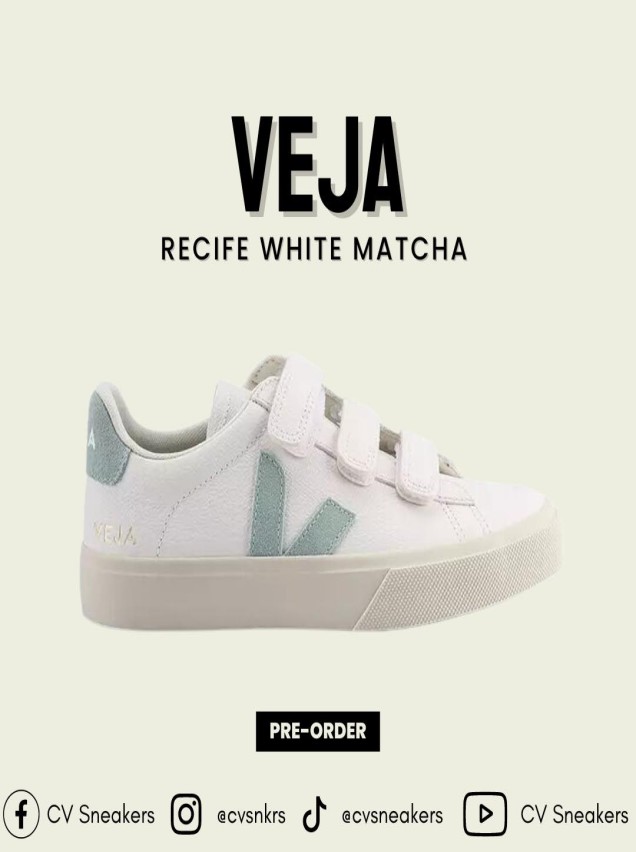 VEJA
RECIFE WHITE MATCHA
A
VEJA
PRE-ORDER
CV Sneakers @cvsnkrs @cvsneakers CV Sneakers